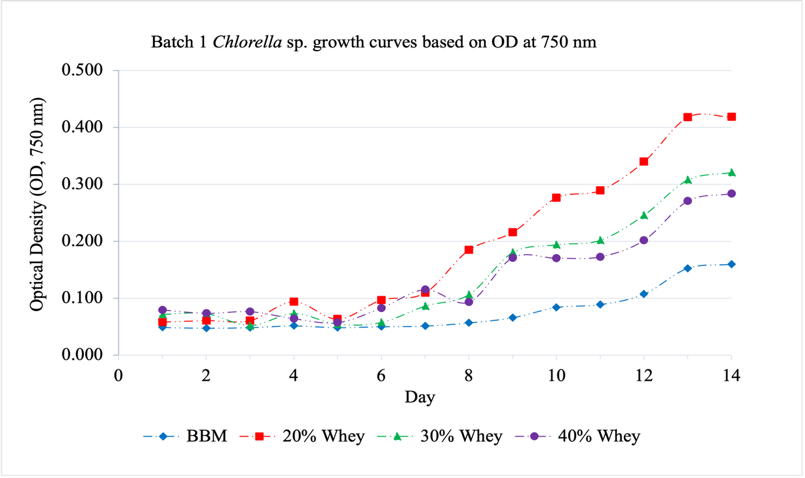 Batch 1 Chlorella sp. growth curves based on OD at 750 nm
0.500
0.400
0.300
0.200
0.100
0.000
Optical Density (OD, 750 nm)
0 2 4 6 8 10 12 14
Day
BBM 20% Whey 30% Whey 40% Whey